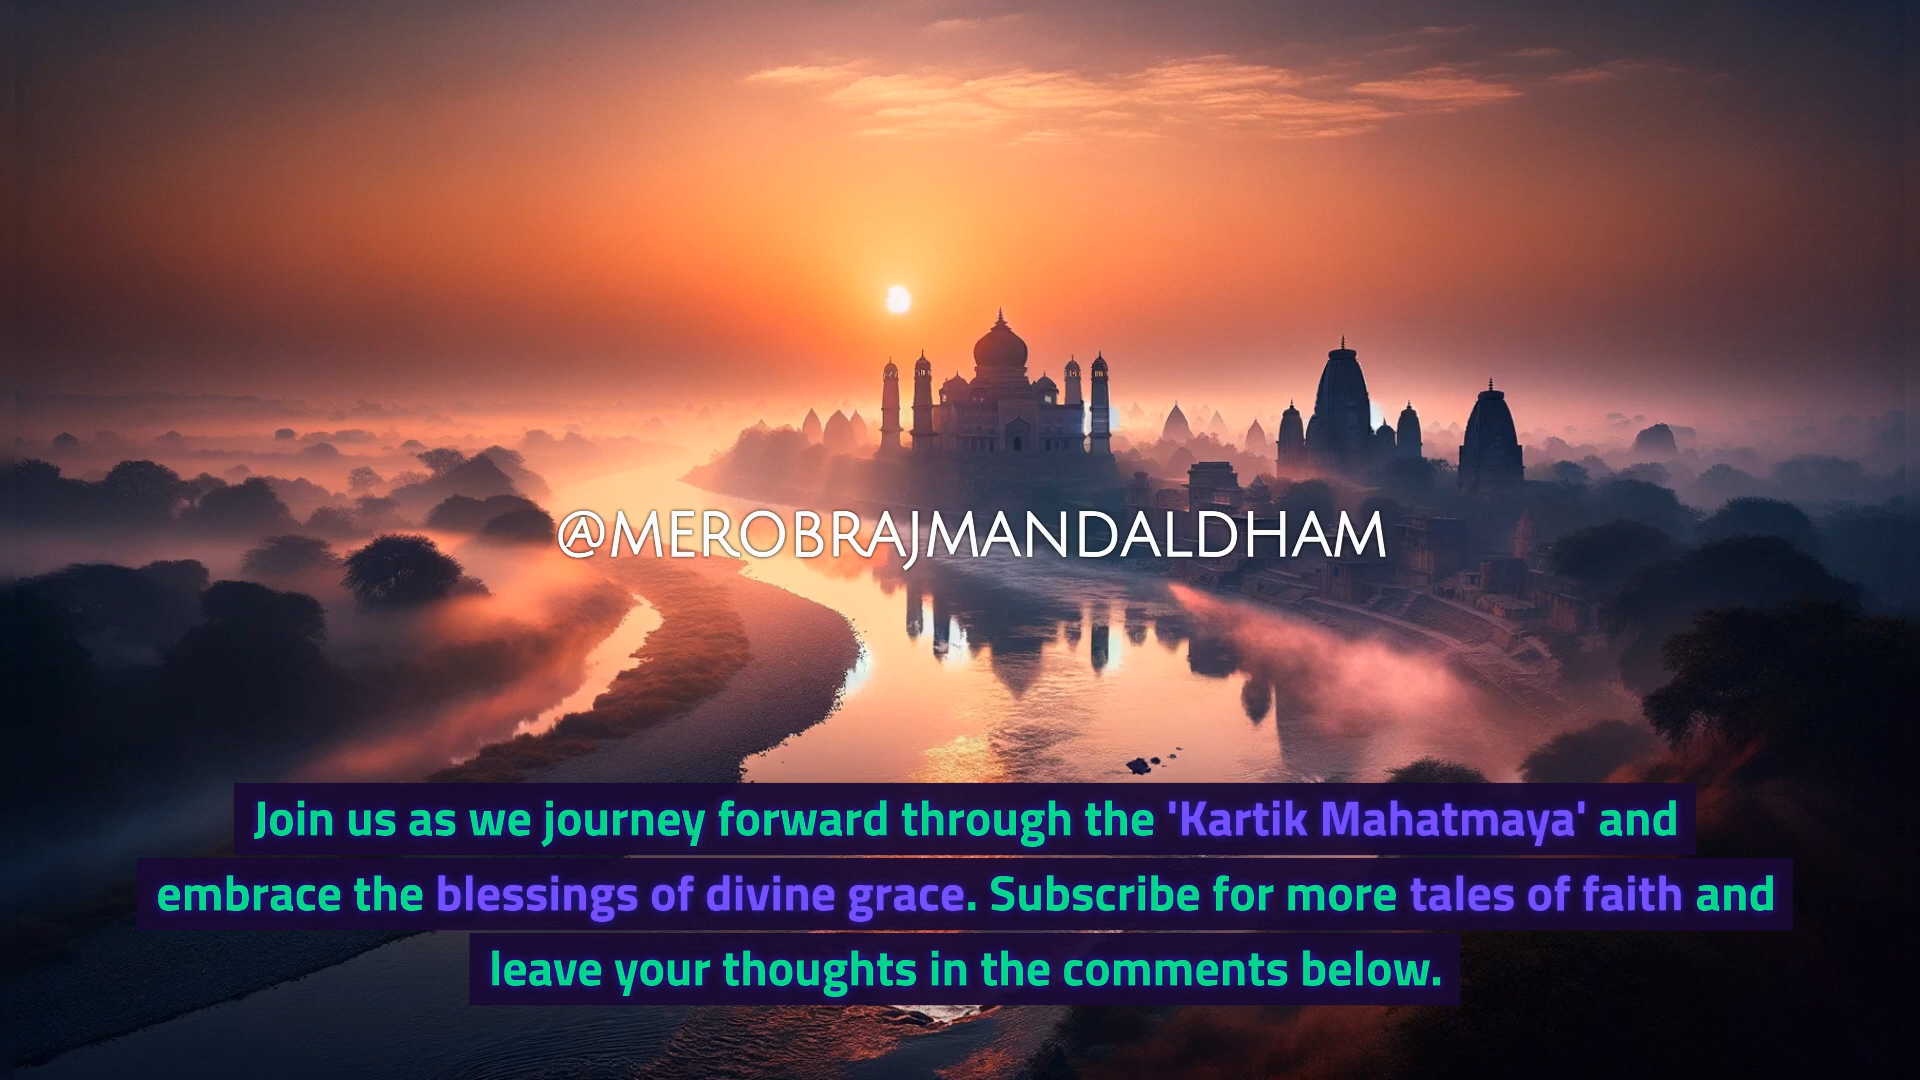 @MEROBRAJMANDALDHAM
Join us as we journey forward through the 'Kartik Mahatmaya' and
embrace the blessings of divine grace. Subscribe for more tales of faith and
leave your thoughts in the comments below.